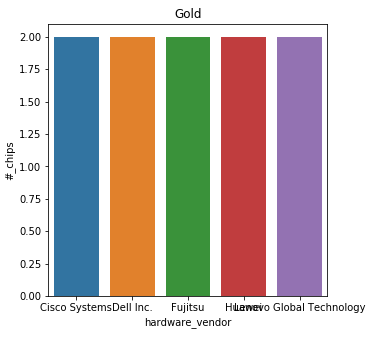 Gold
2.00
1.75
1.50
1.25
1.00
0.75
0.50
0.25
0.00
#_chips
Cisco Systems Dell Inc. Fujitsu Huawei Lenovo Global Technology
hardware_vendor